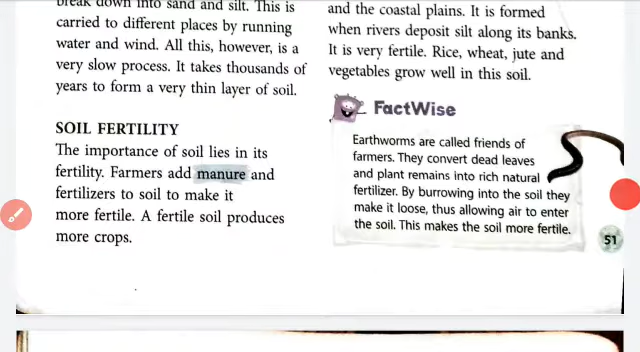 break down into sand and silt. This is
carried to different places by running
water and wind. All this, however, is a
very slow process. It takes thousands of
years to form a very thin layer of soil.
SOIL FERTILITY
The importance of soil lies in its
fertility. Farmers add manure and
fertilizers to soil to make it
more fertile. A fertile soil produces
more crops.
and the coastal plains. It is formed
when rivers deposit silt along its banks.
It is very fertile. Rice, wheat, jute and
vegetables grow well in this soil.
FactWise
Earthworms are called friends of
farmers. They convert dead leaves
and plant remains into rich natural
fertilizer. By burrowing into the soil they
make it loose, thus allowing air to enter
the soil. This makes the soil more fertile.
51